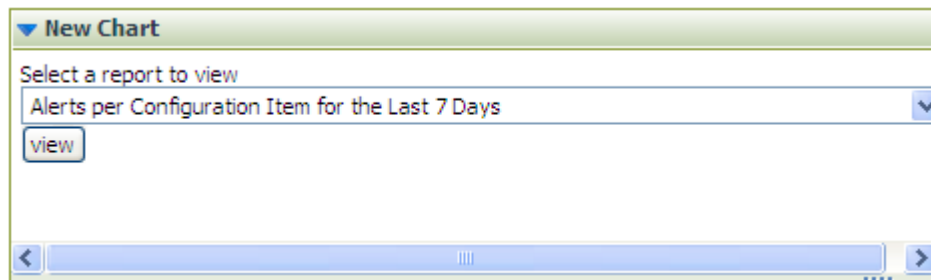 New Chart
Select a report to view
Alerts per Configuration Item for the Last 7 Days
view